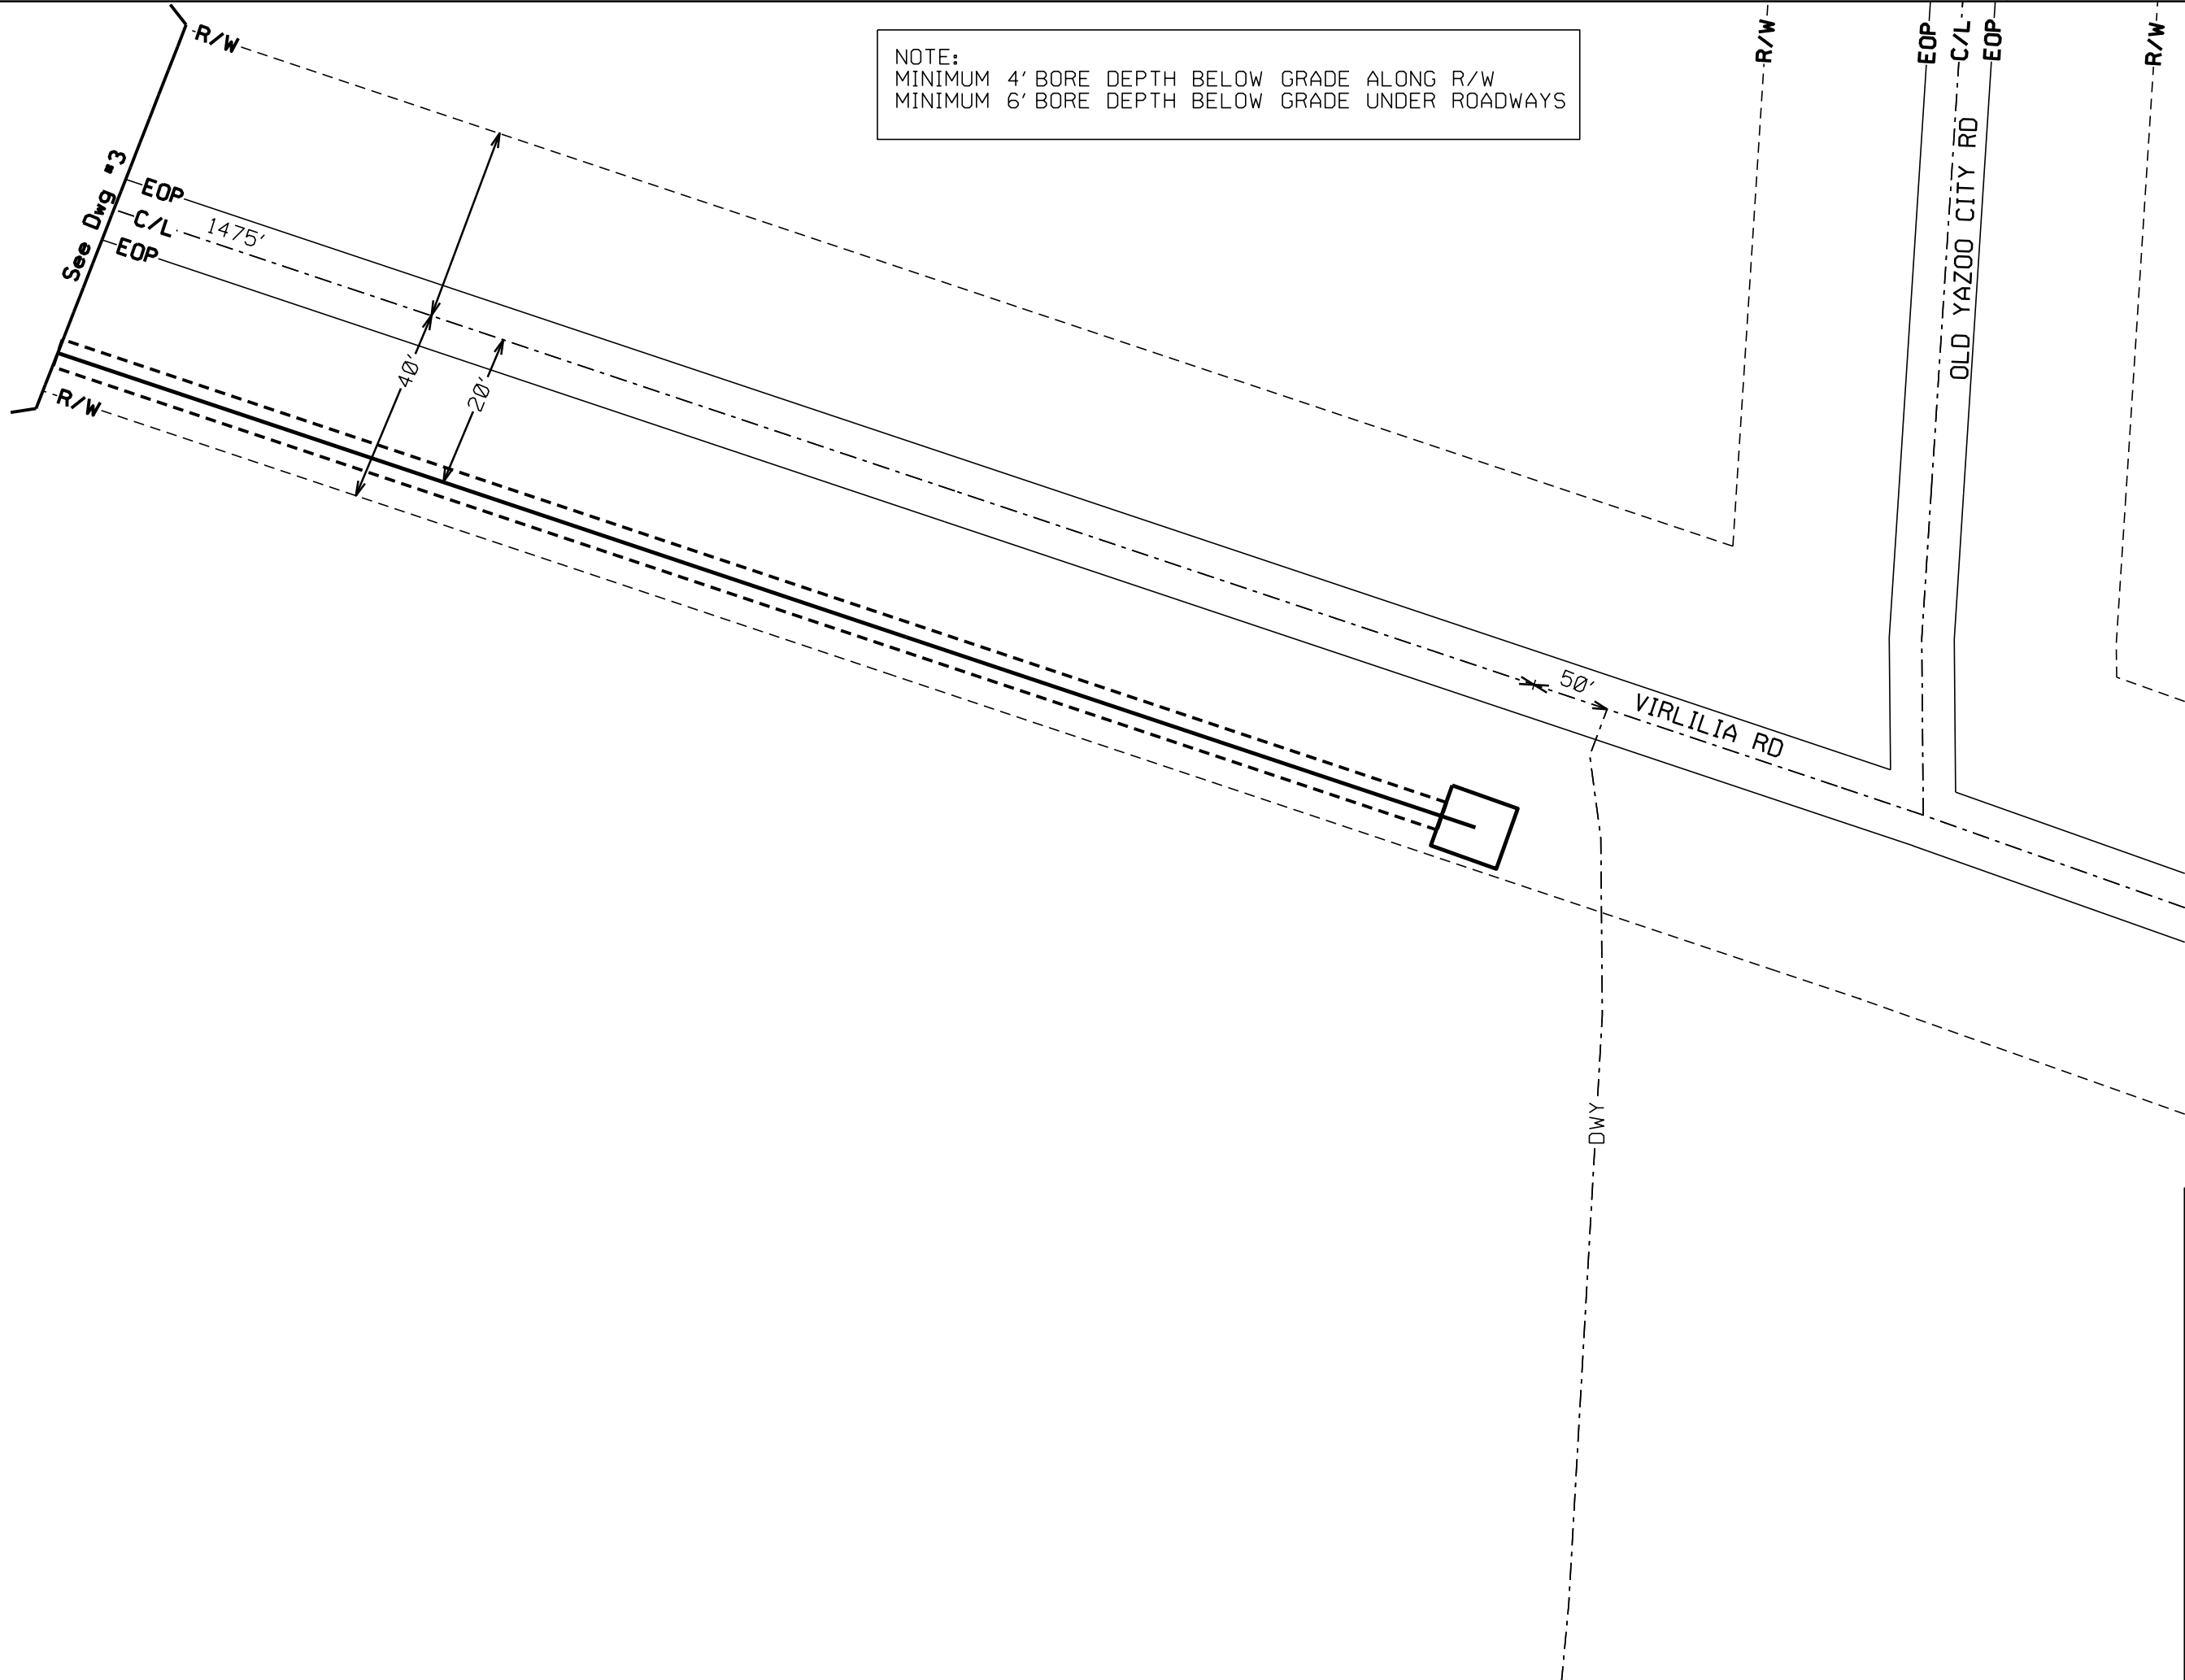 R/W
NOTE:
MINIMUM 4' BORE DEPTH BELOW GRADE ALONG R/W
MINIMUM 6' BORE DEPTH BELOW GRADE UNDER ROADWAYS
R/W
EOP
C/L
EOP
R/W
OLD YAZOO CITY RD
See Dwg #3
EOP
C/L
1475'
EOP
R/W
40'
20'
50'
VIRLILIA RD
DWY